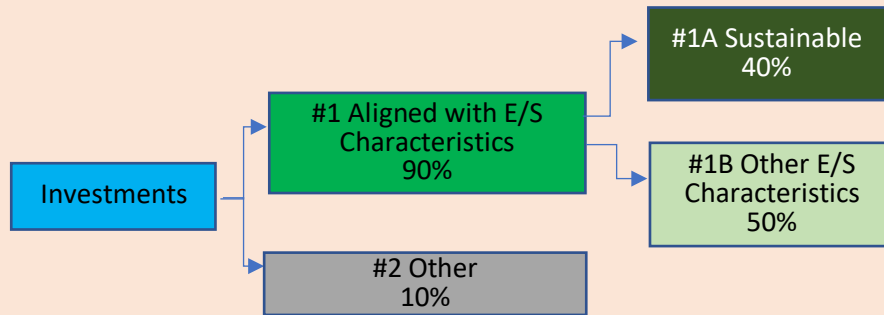 Investments
#1 Aligned with E/S
Characteristics
90%
#2 Other
10%
#1A Sustainable
40%
#1B Other E/S
Characteristics
50%